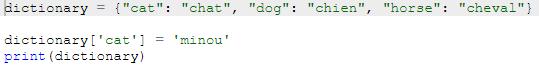 dictionary = {"cat": "chat", "dog": "chien", "horse": "cheval"}
dictionary['cat'] = 'minou'
print(dictionary)